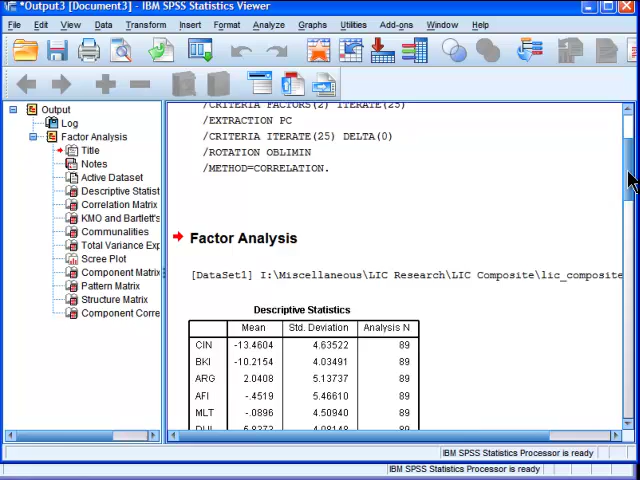 *Output3 [Document3] - IBM SPSS Statistics Viewer
File Edit View Data Transform Insert Format Analyze Graphs Utilities Add-ons Window Help
Output
Log
Factor Analysis
Title
Notes
Active Dataset
Descriptive Statist
Correlation Matrix
KMO and Bartlett's
Communalities
Total Variance Exp
Scree Plot
Component Matrix
Pattern Matrix
Structure Matrix
Component Corre
/CRITERIA FACTORS(2) ITERATE(25)
/EXTRACTION PC
/CRITERIA ITERATE(25) DELTA(0)
/ROTATION OBLIMIN
/METHOD=CORRELATION.
Factor Analysis
[DataSet1] I:\Miscellaneous\LIC Research\LIC Composite\lic_composite
Descriptive Statistics
Mean Std. Deviation Analysis N
CIN -13.4604 4.63522 89
BKI -10.2154 4.03491 89
ARG 2.0408 5.13737 89
AFI -.4519 5.46610 89
MLT -.0896 4.50940 89
IBM SPSS Statistics Processor is ready
IBM SPSS Statistics Processor is ready